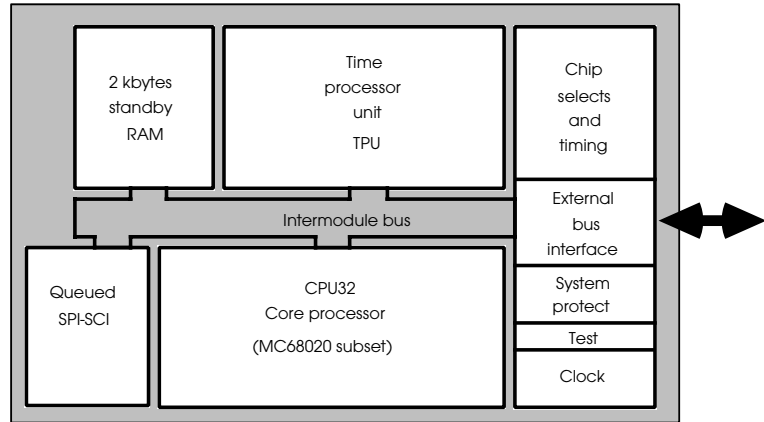 2 kbytes
standby
RAM
Time
processor
unit
TPU
Chip
selects
and
timing
Intermodule bus
External
bus
interface
Queued
SPI-SCI
CPU32
Core processor
(MC68020 subset)
System
protect
Test
Clock